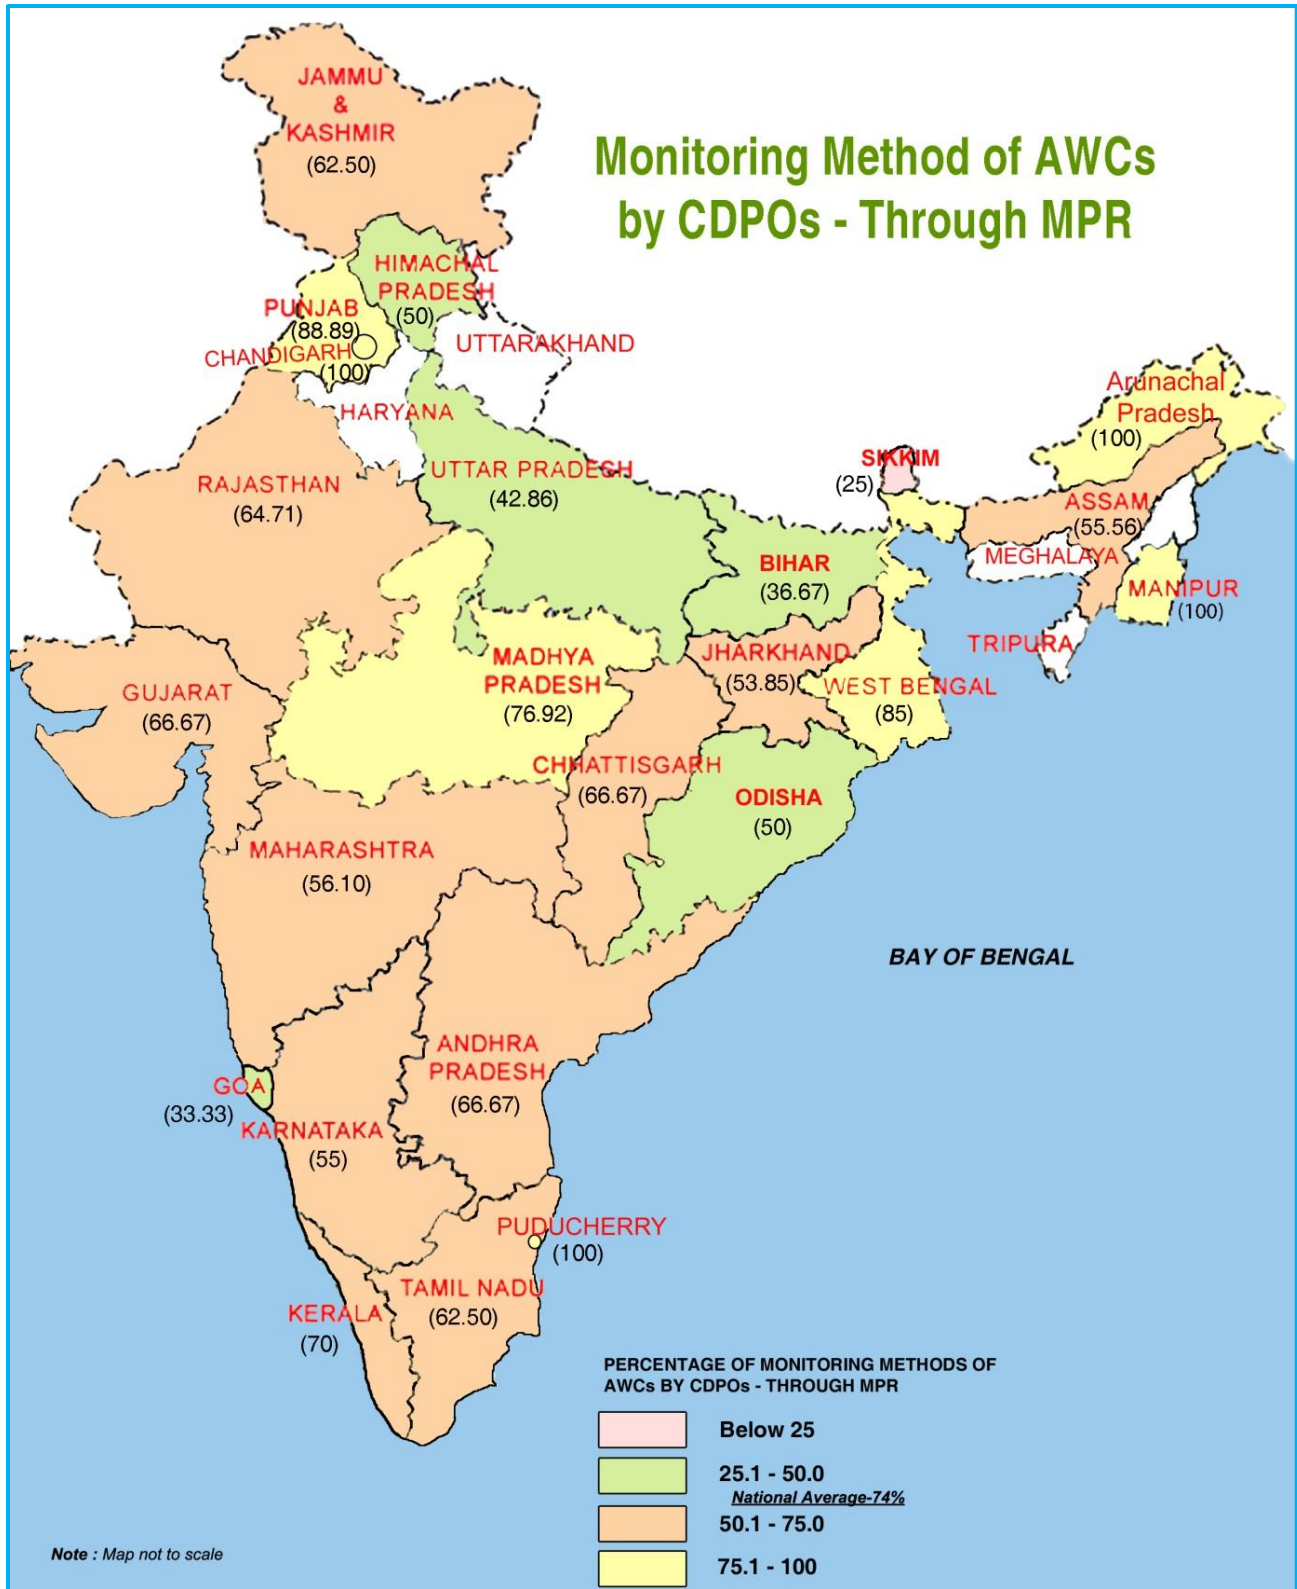 Monitoring Method of AWCs
by CDPOs - Through MPR
JAMMU
&
KASHMIR
(62.50)
HIMACHAL
PRADESH
(50)
PUNJAB
(88.89)
CHANDIGARH
(100)
UTTARAKHAND
HARYANA
Arunachal
Pradesh
(100)
SIKKIM
(25)
RAJASTHAN
(64.71)
UTTAR PRADESH
(42.86)
ASSAM
(55.56)
BIHAR
(36.67)
MEGHALAYA
MANIPUR
(100)
TRIPURA
JHARKHAND
(53.85)
MADHYA
PRADESH
(76.92)
WEST BENGAL
(85)
GUJARAT
(66.67)
CHHATTISGARH
(66.67)
ODISHA
(50)
MAHARASHTRA
(56.10)
BAY OF BENGAL
ANDHRA
PRADESH
(66.67)
GOA
(33.33)
KARNATAKA
(55)
PUDUCHERRY
(100)
TAMIL NADU
(62.50)
KERALA
(70)
PERCENTAGE OF MONITORING METHODS OF
AWCs BY CDPOs - THROUGH MPR
Below 25
25.1 - 50.0
National Average-74%
50.1 - 75.0
75.1 - 100
Note : Map not to scale